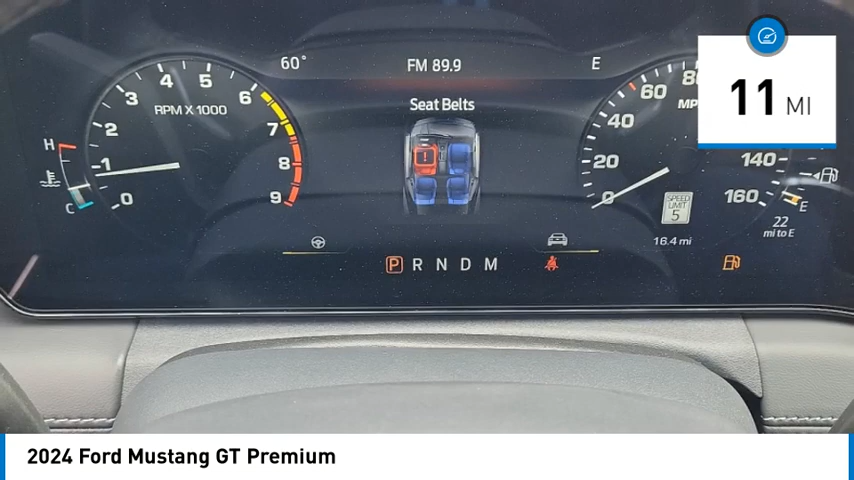 60° FM 89.9 E
11 MI
4 5
3 6
2 7
RPM X 1000
1 8
0 9
H
C
Seat Belts
!
60 80
40 MP
20 140
0 160
SPEED
LIMIT
5
E
22
mi to E
16.4 mi
P R N D M
2024 Ford Mustang GT Premium